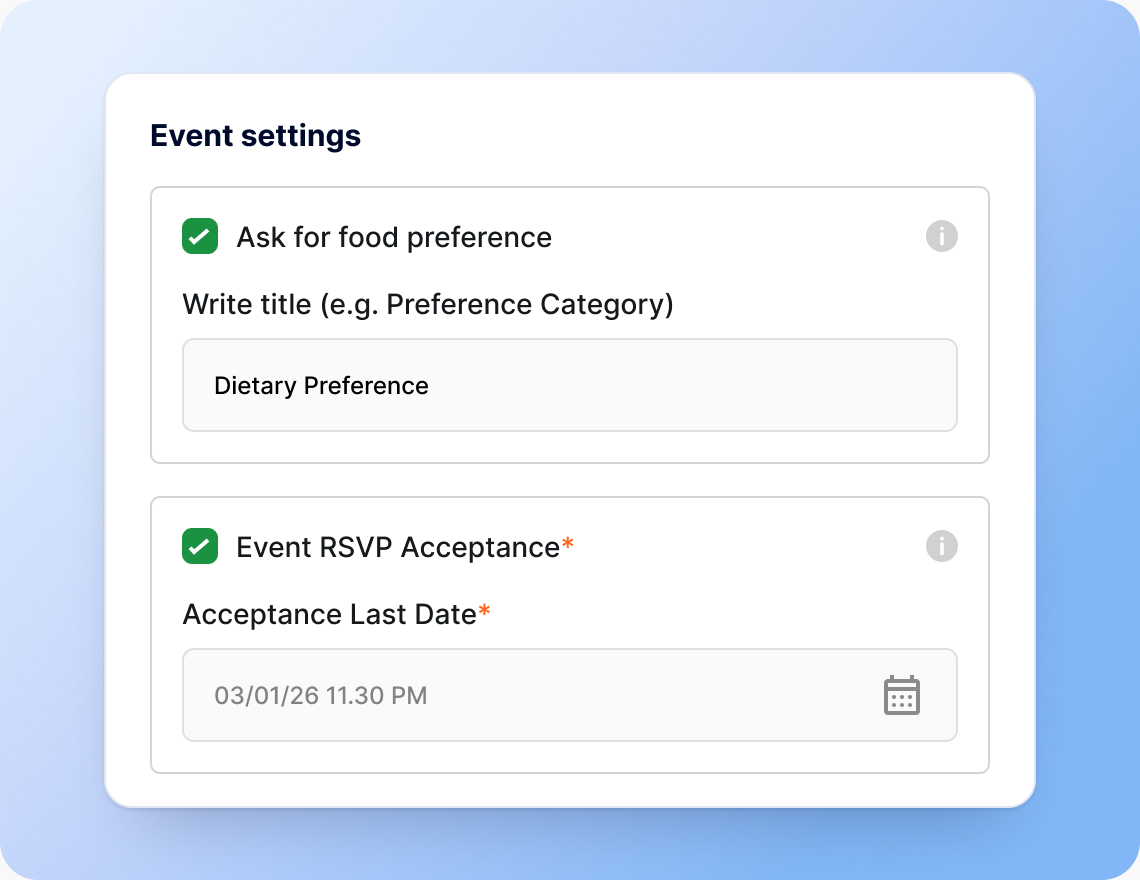 Event settings
Ask for food preference
Write title (e.g. Preference Category)
Dietary Preference
Event RSVP Acceptance*
Acceptance Last Date*
03/01/26 11.30 PM